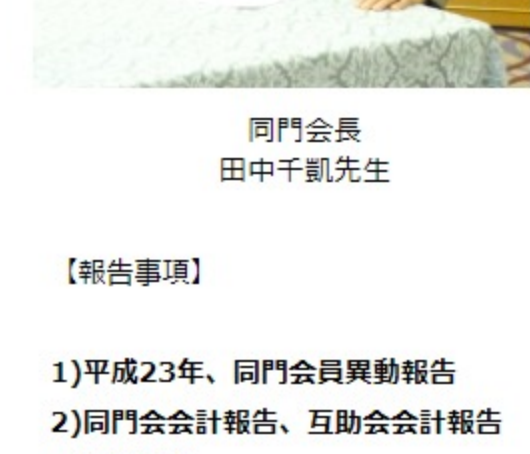 同門会長
田中千凱先生
【報告事項】
1)平成23年、同門会員異動報告
2)同門会会計報告、互助会会計報告